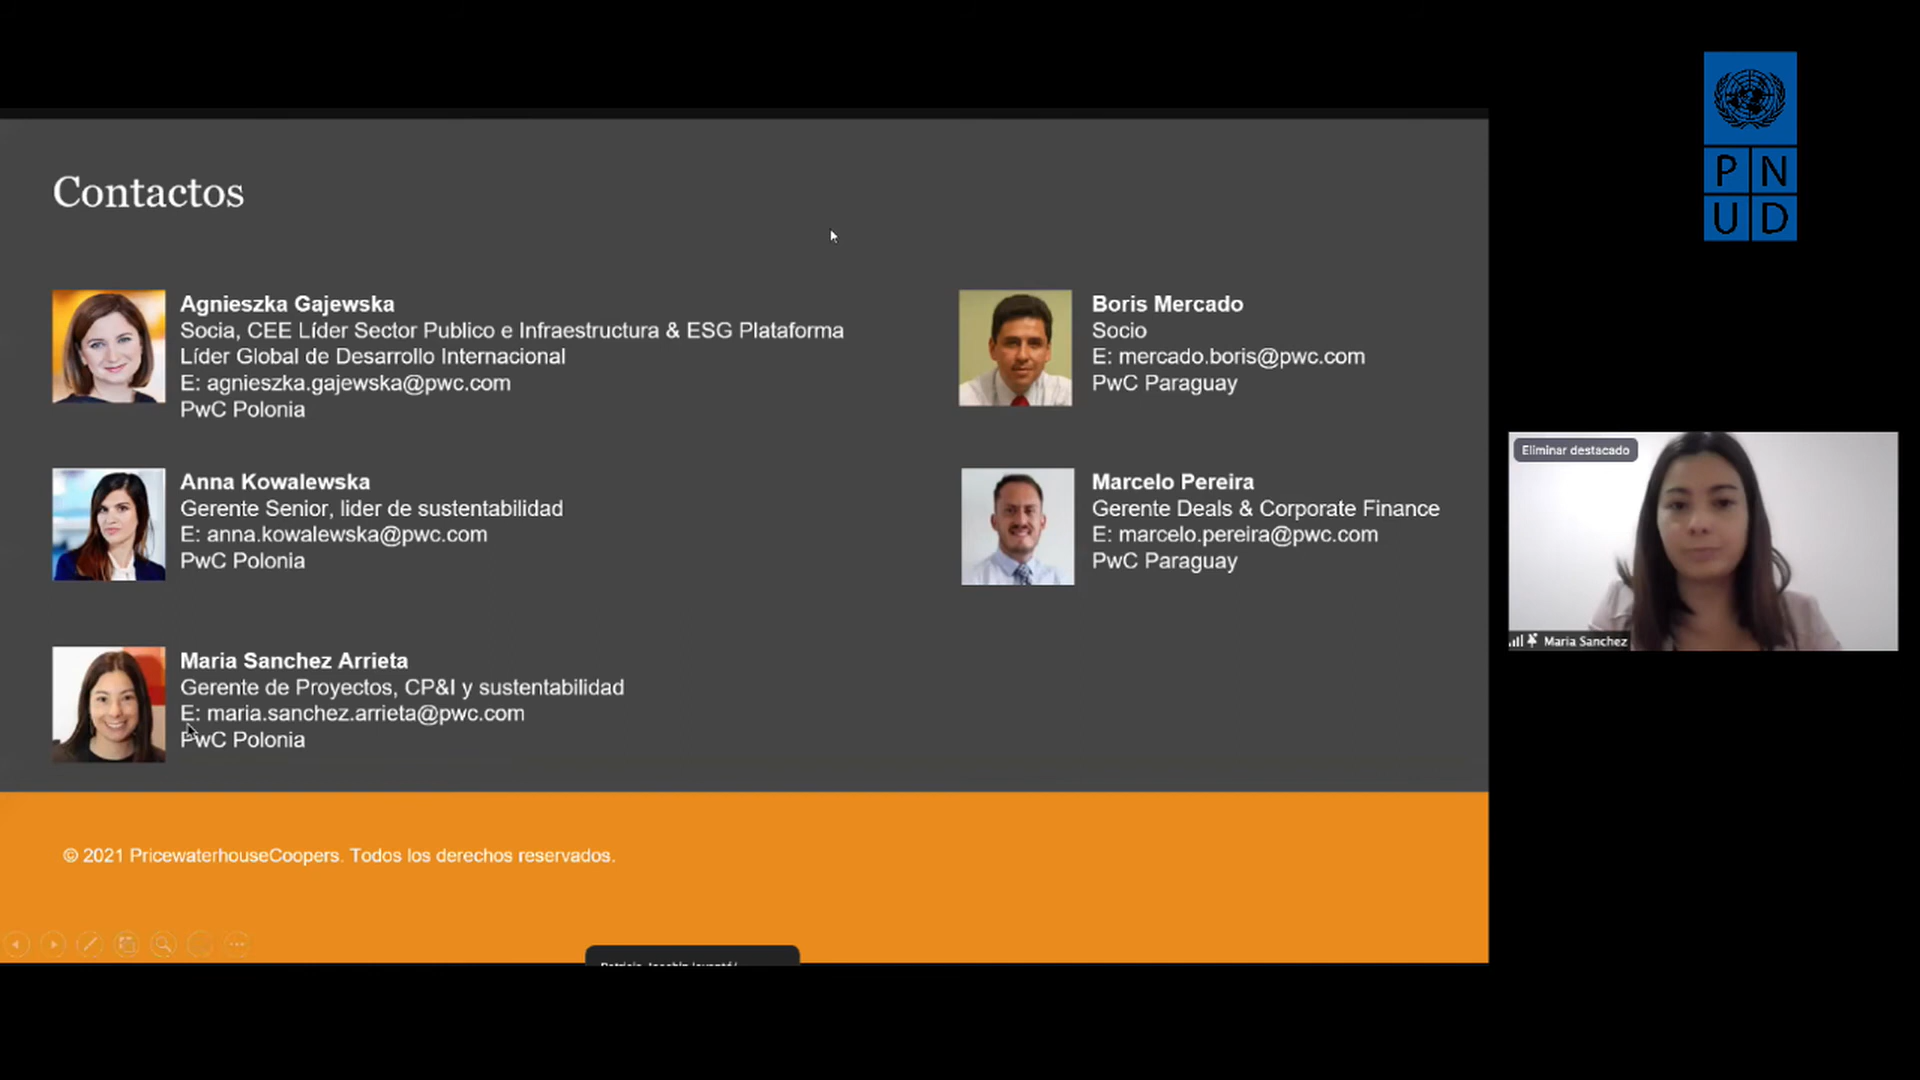 Contactos
Agnieszka Gajewska
Socia, CEE Líder Sector Publico e Infraestructura & ESG Plataforma
Líder Global de Desarrollo Internacional
E: agnieszka.gajewska@pwc.com
PwC Polonia
Anna Kowalewska
Gerente Senior, lider de sustentabilidad
E: anna.kowalewska@pwc.com
PwC Polonia
Maria Sanchez Arrieta
Gerente de Proyectos, CP&I y sustentabilidad
E: maria.sanchez.arrieta@pwc.com
PwC Polonia
Boris Mercado
Socio
E: mercado.boris@pwc.com
PwC Paraguay
Marcelo Pereira
Gerente Deals & Corporate Finance
E: marcelo.pereira@pwc.com
PwC Paraguay
© 2021 PricewaterhouseCoopers. Todos los derechos reservados.
P N
U D
Eliminar destacado
Maria Sanchez